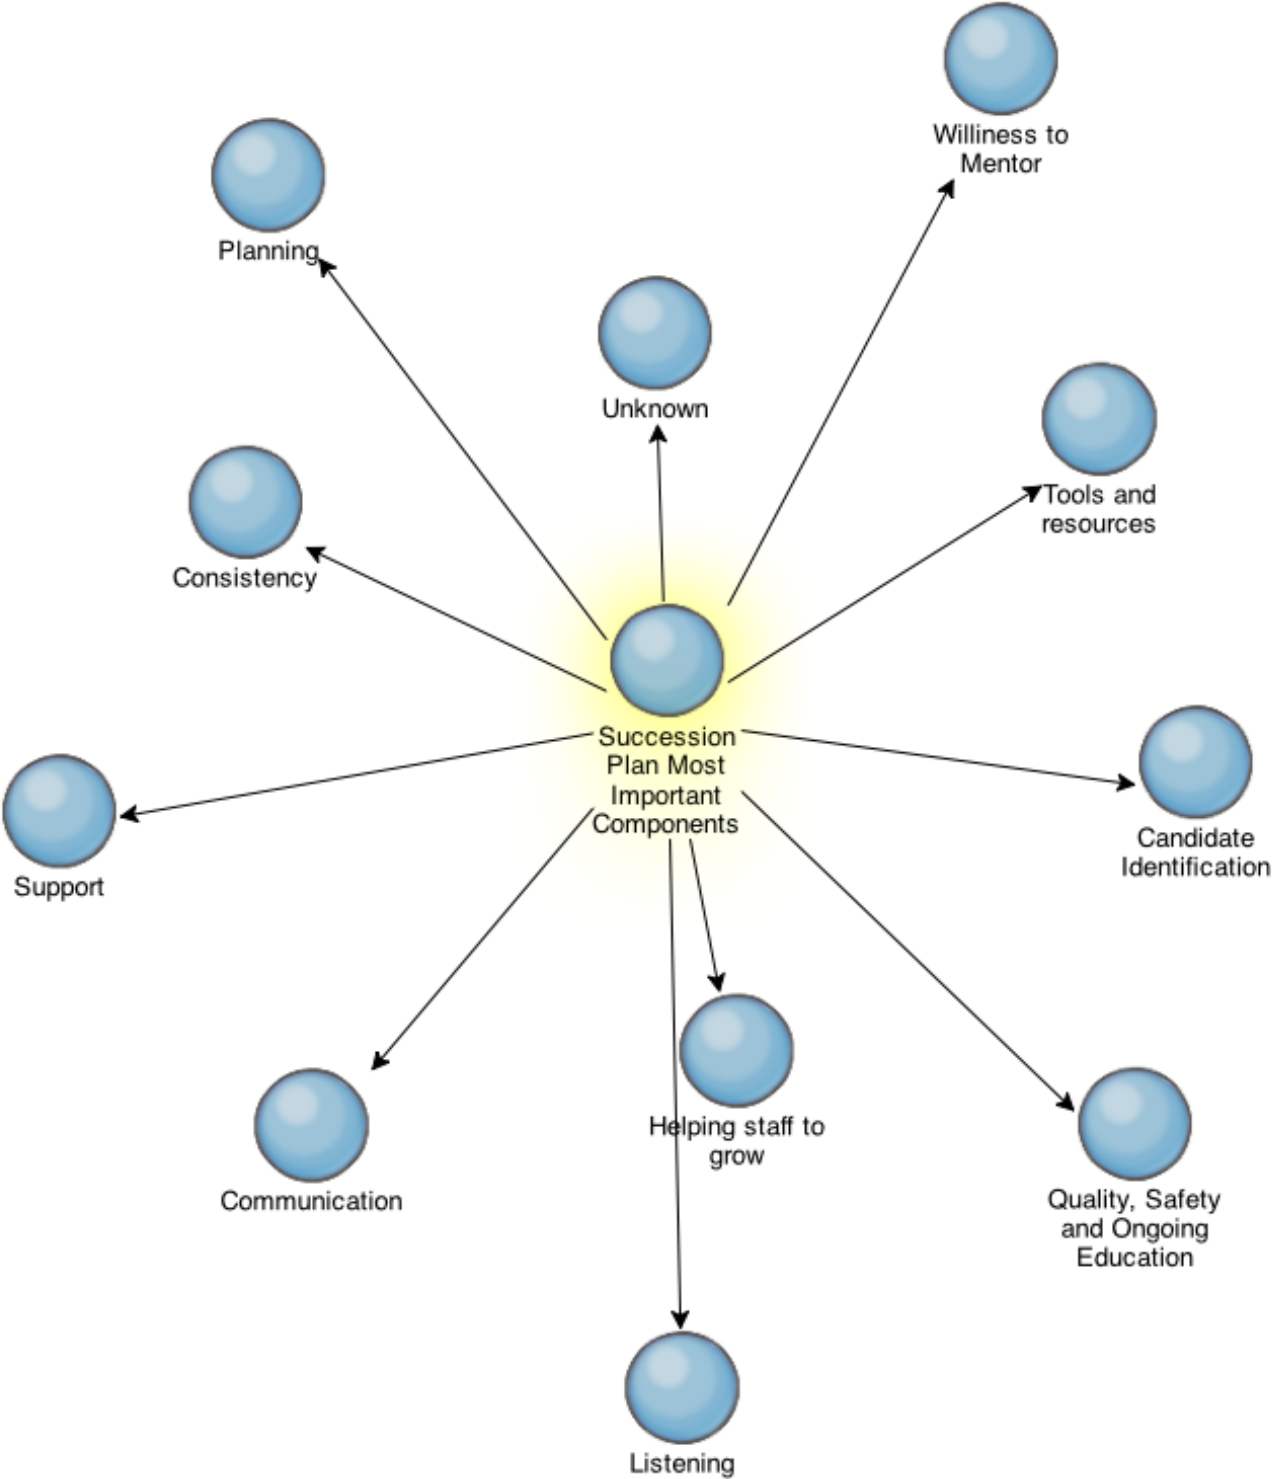 Williness to
Mentor
Planning
Unknown
Tools and
resources
Consistency
Succession
Plan Most
Important
Components
Candidate
Identification
Support
Helping staff to
grow
Communication
Quality, Safety
and Ongoing
Education
Listening